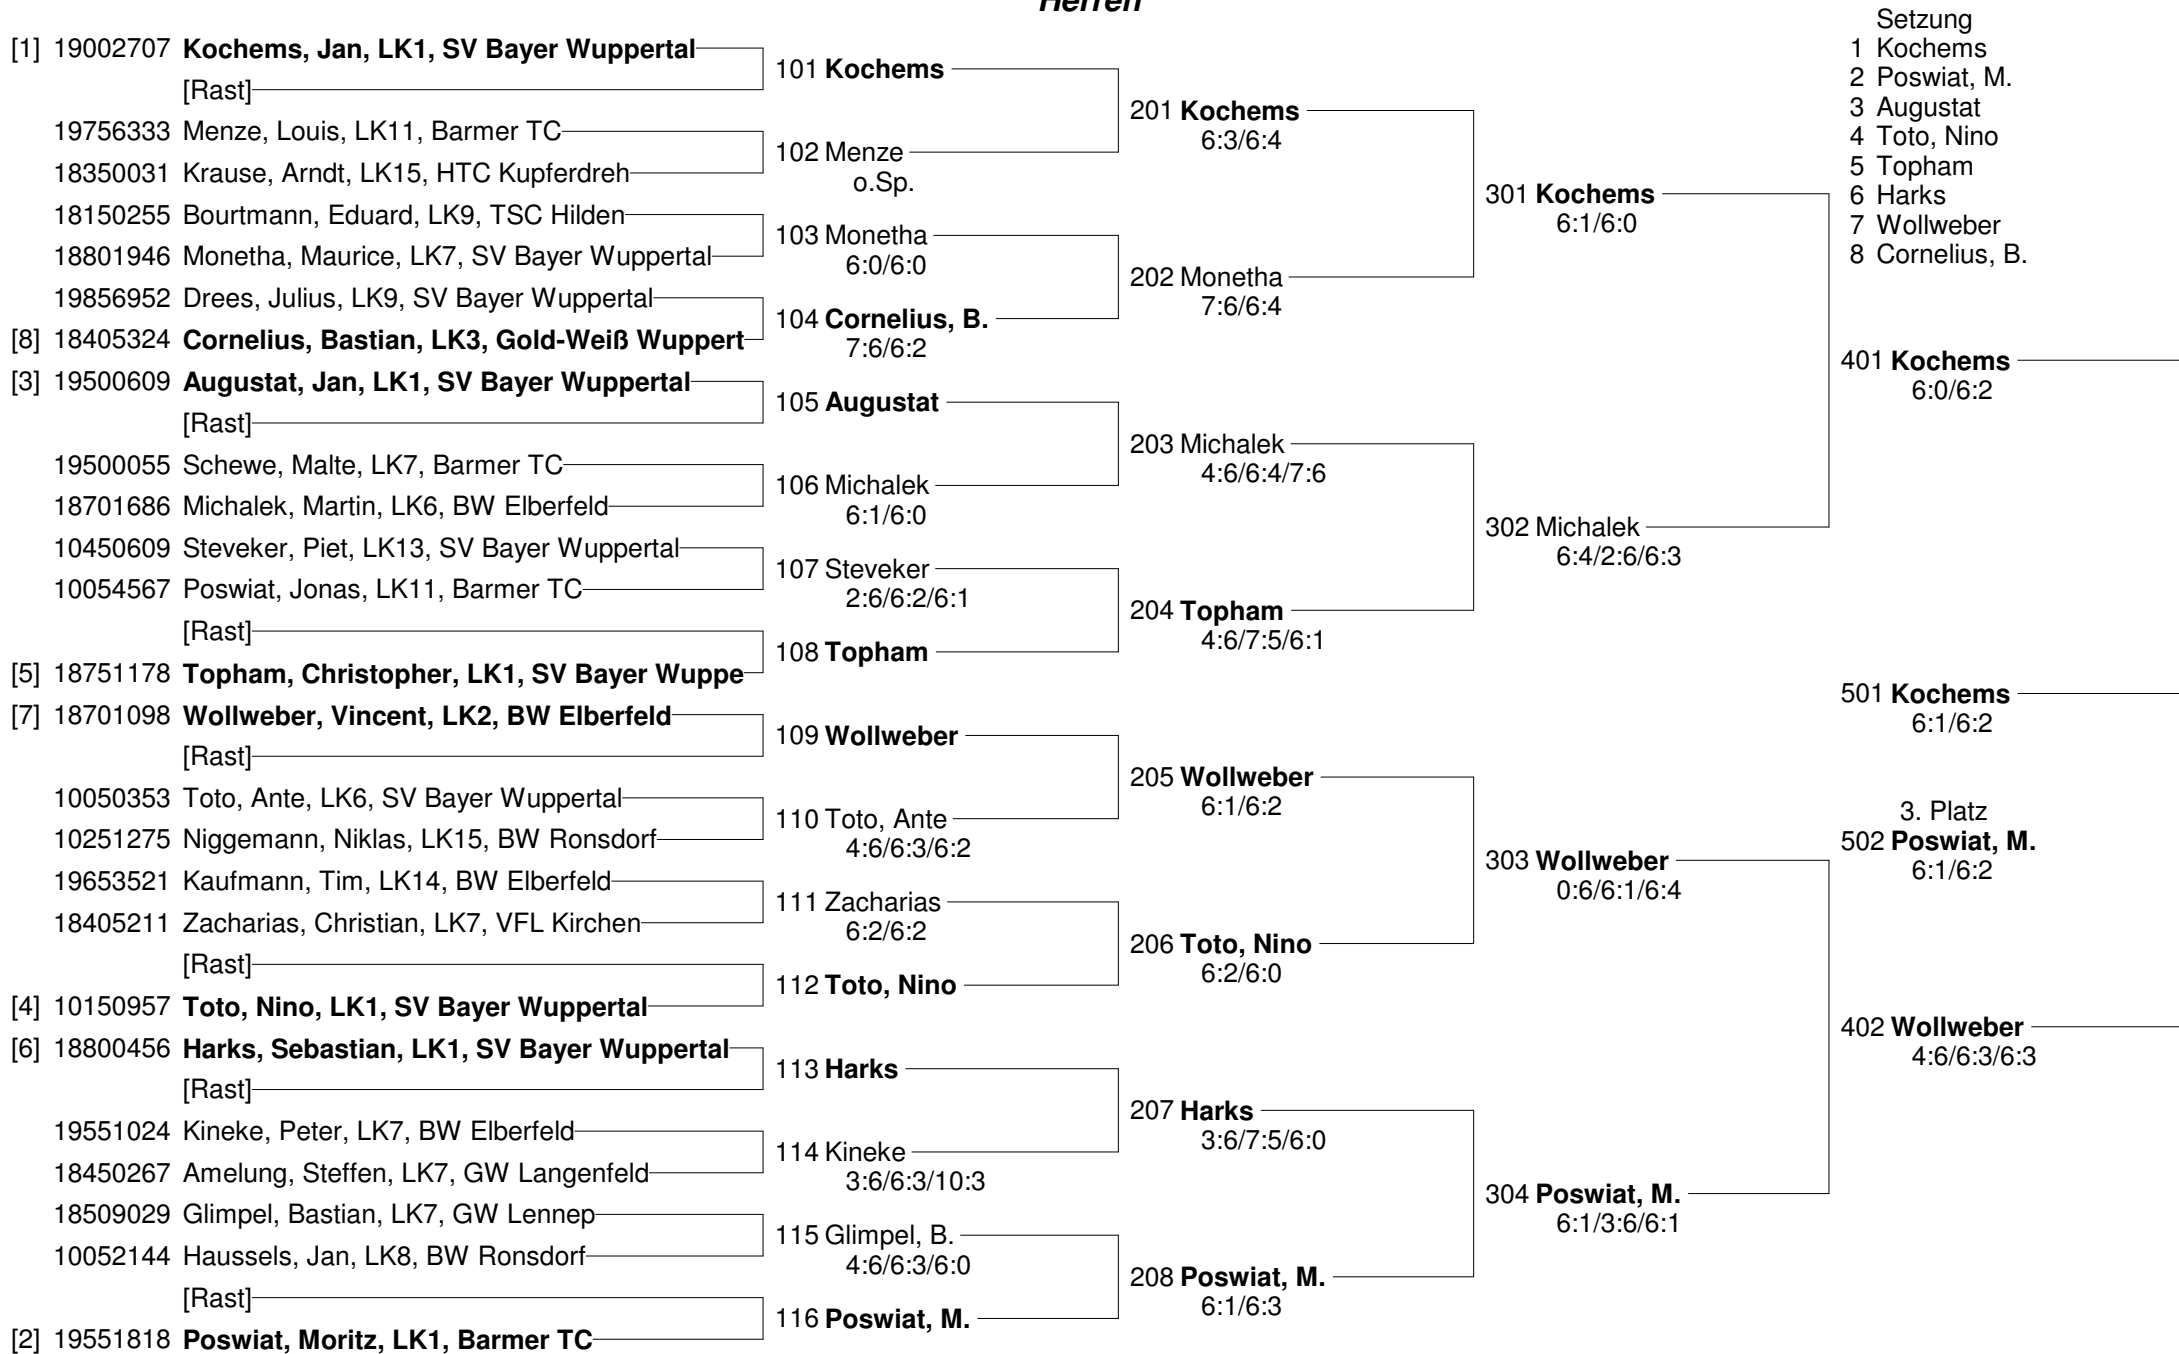 Herren
[1] 19002707 Kochems, Jan, LK1, SV Bayer Wuppertal
[Rast]
19756333 Menze, Louis, LK11, Barmer TC
18350031 Krause, Arndt, LK15, HTC Kupferdreh
18150255 Bourtmann, Eduard, LK9, TSC Hilden
18801946 Monetha, Maurice, LK7, SV Bayer Wuppertal
19856952 Drees, Julius, LK9, SV Bayer Wuppertal
[8] 18405324 Cornelius, Bastian, LK3, Gold-Weiß Wuppert
[3] 19500609 Augustat, Jan, LK1, SV Bayer Wuppertal
[Rast]
19500055 Schewe, Malte, LK7, Barmer TC
18701686 Michalek, Martin, LK6, BW Elberfeld
10450609 Steveker, Piet, LK13, SV Bayer Wuppertal
10054567 Poswiat, Jonas, LK11, Barmer TC
[Rast]
[5] 18751178 Topham, Christopher, LK1, SV Bayer Wuppe
[7] 18701098 Wollweber, Vincent, LK2, BW Elberfeld
[Rast]
10050353 Toto, Ante, LK6, SV Bayer Wuppertal
10251275 Niggemann, Niklas, LK15, BW Ronsdorf
19653521 Kaufmann, Tim, LK14, BW Elberfeld
18405211 Zacharias, Christian, LK7, VFL Kirchen
[Rast]
[4] 10150957 Toto, Nino, LK1, SV Bayer Wuppertal
[6] 18800456 Harks, Sebastian, LK1, SV Bayer Wuppertal
[Rast]
19551024 Kineke, Peter, LK7, BW Elberfeld
18450267 Amelung, Steffen, LK7, GW Langenfeld
18509029 Glimpel, Bastian, LK7, GW Lennep
10052144 Haussels, Jan, LK8, BW Ronsdorf
[Rast]
[2] 19551818 Poswiat, Moritz, LK1, Barmer TC
101 Kochems
102 Menze
o.Sp.
103 Monetha
6:0/6:0
104 Cornelius, B.
7:6/6:2
105 Augustat
106 Michalek
6:1/6:0
107 Steveker
2:6/6:2/6:1
108 Topham
109 Wollweber
110 Toto, Ante
4:6/6:3/6:2
111 Zacharias
6:2/6:2
112 Toto, Nino
113 Harks
114 Kineke
3:6/6:3/10:3
115 Glimpel, B.
4:6/6:3/6:0
116 Poswiat, M.
201 Kochems
6:3/6:4
202 Monetha
7:6/6:4
203 Michalek
4:6/6:4/7:6
204 Topham
4:6/7:5/6:1
205 Wollweber
6:1/6:2
206 Toto, Nino
6:2/6:0
207 Harks
3:6/7:5/6:0
208 Poswiat, M.
6:1/6:3
301 Kochems
6:1/6:0
302 Michalek
6:4/2:6/6:3
303 Wollweber
0:6/6:1/6:4
304 Poswiat, M.
6:1/3:6/6:1
Setzung
1 Kochems
2 Poswiat, M.
3 Augustat
4 Toto, Nino
5 Topham
6 Harks
7 Wollweber
8 Cornelius, B.
401 Kochems
6:0/6:2
501 Kochems
6:1/6:2
3. Platz
502 Poswiat, M.
6:1/6:2
402 Wollweber
4:6/6:3/6:3